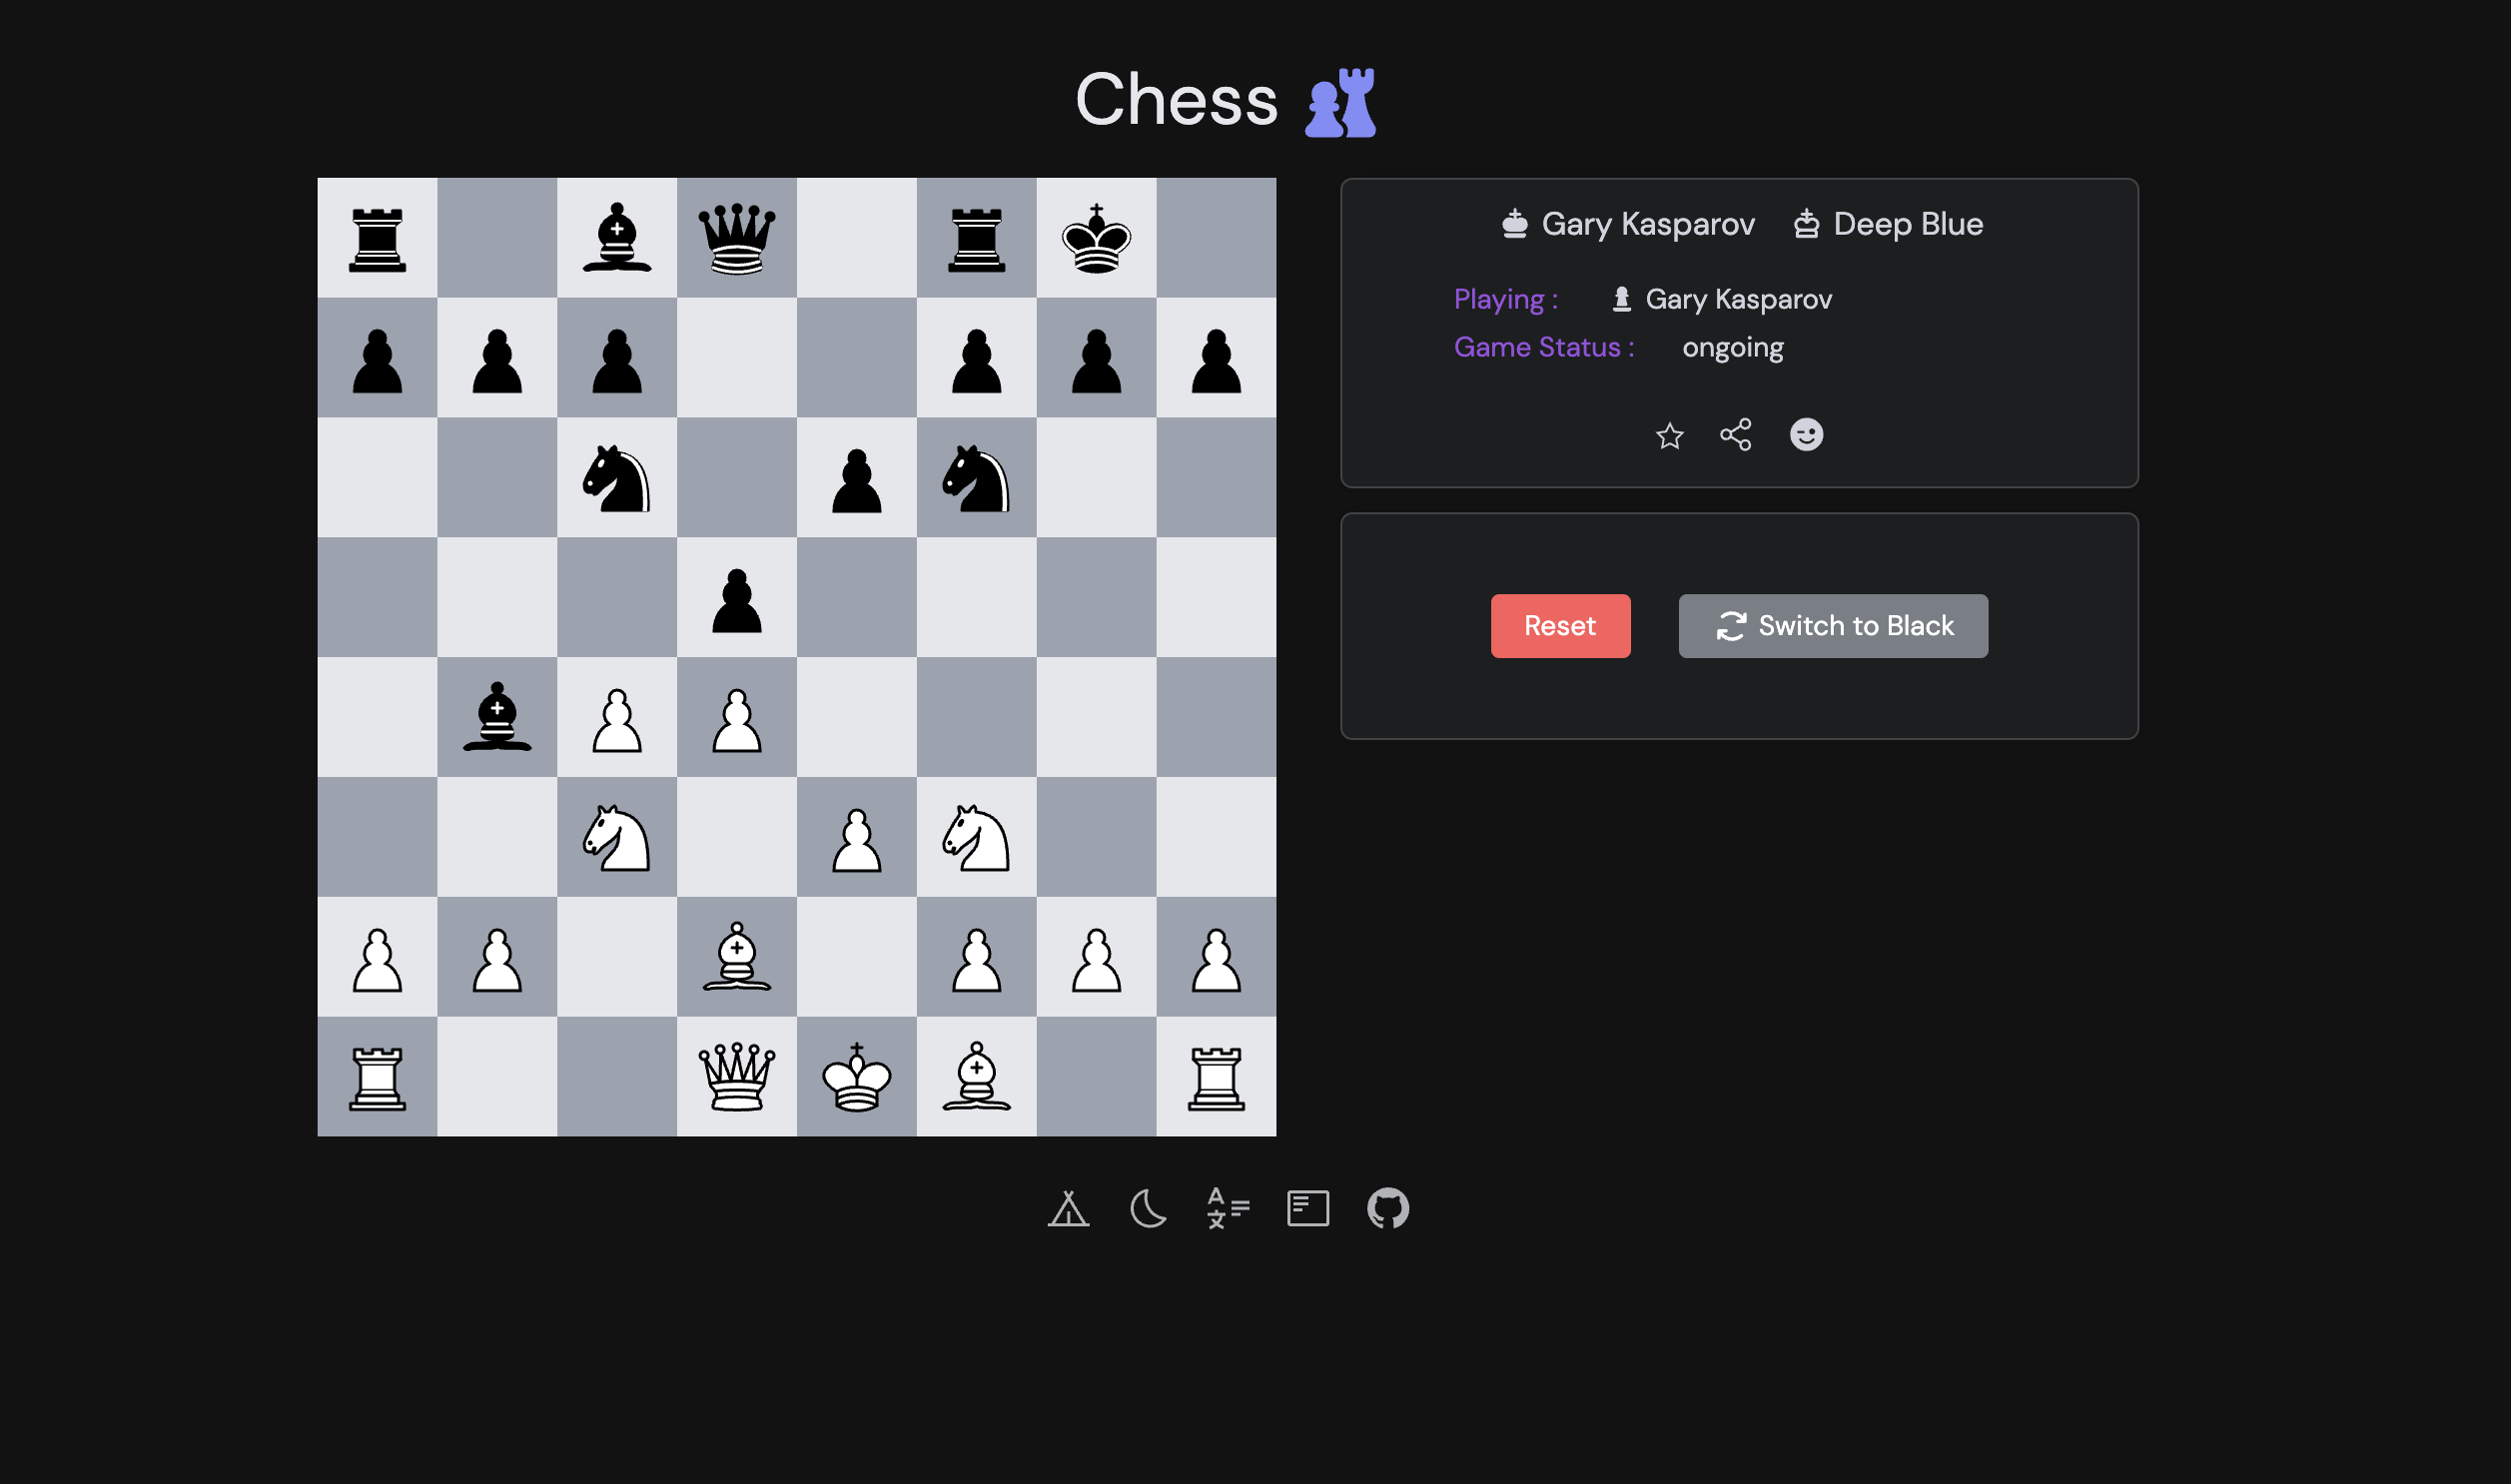 Chess
Gary Kasparov Deep Blue
Playing : Gary Kasparov
Game Status : ongoing
Reset Switch to Black